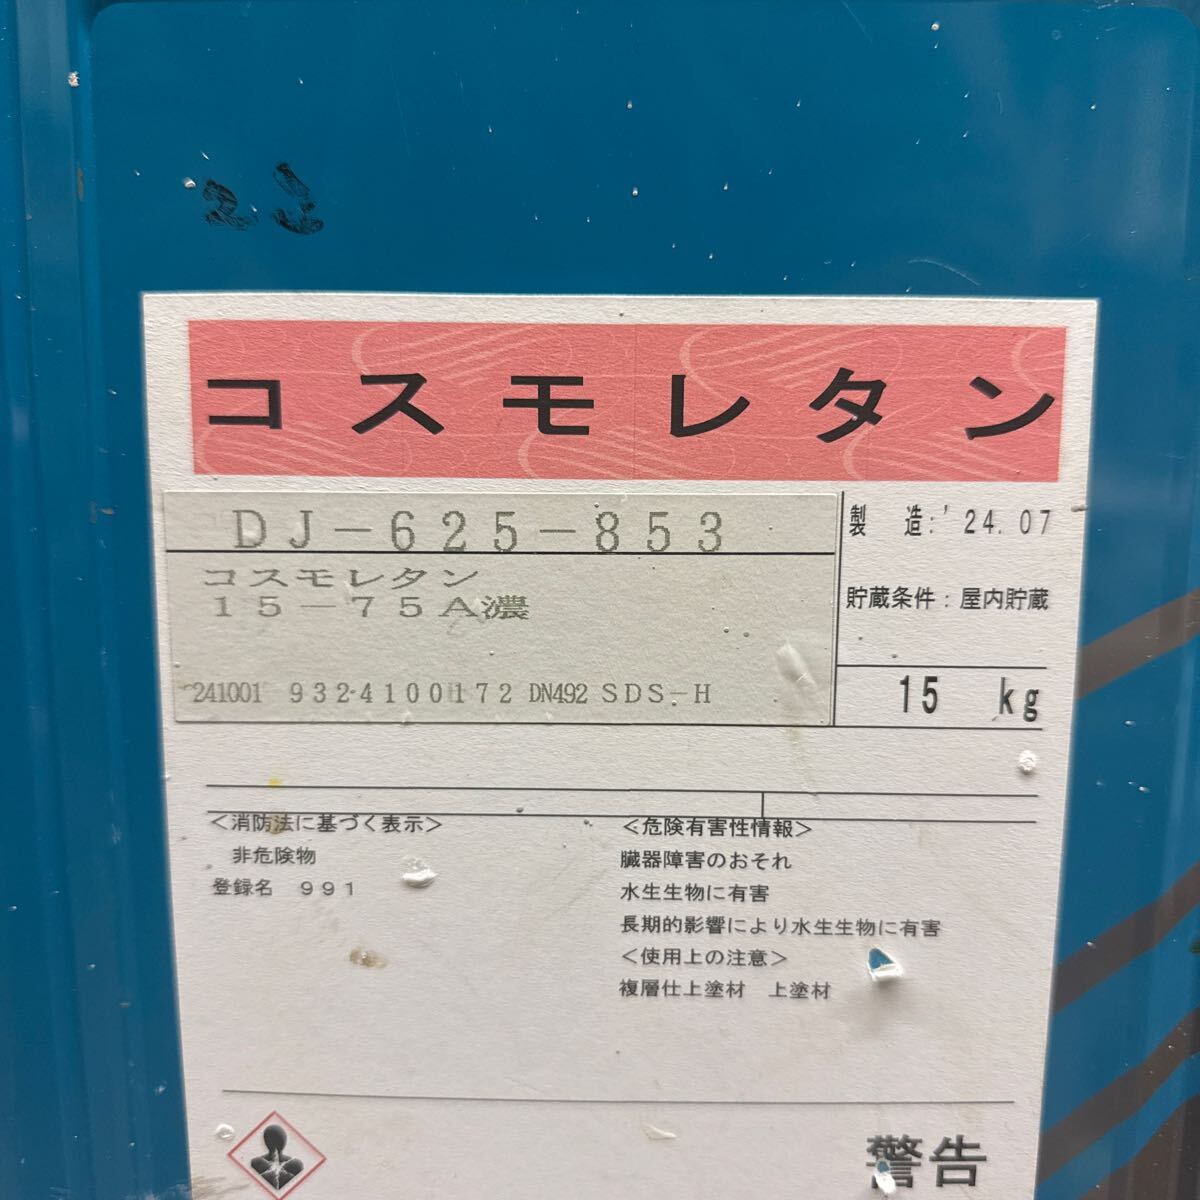 コスモレタン
DJ-625-853
コスモレタン
15-75A濃
241001 9324100172 DN492 SDS-H
製 造:'24.07
貯蔵条件:屋内貯蔵
15 kg
<消防法に基づく表示>
非危険物
登録名 991
<危険有害性情報>
臓器障害のおそれ
水生生物に有害
長期的影響により水生生物に有害
<使用上の注意>
複層仕上塗材 上塗材
警告